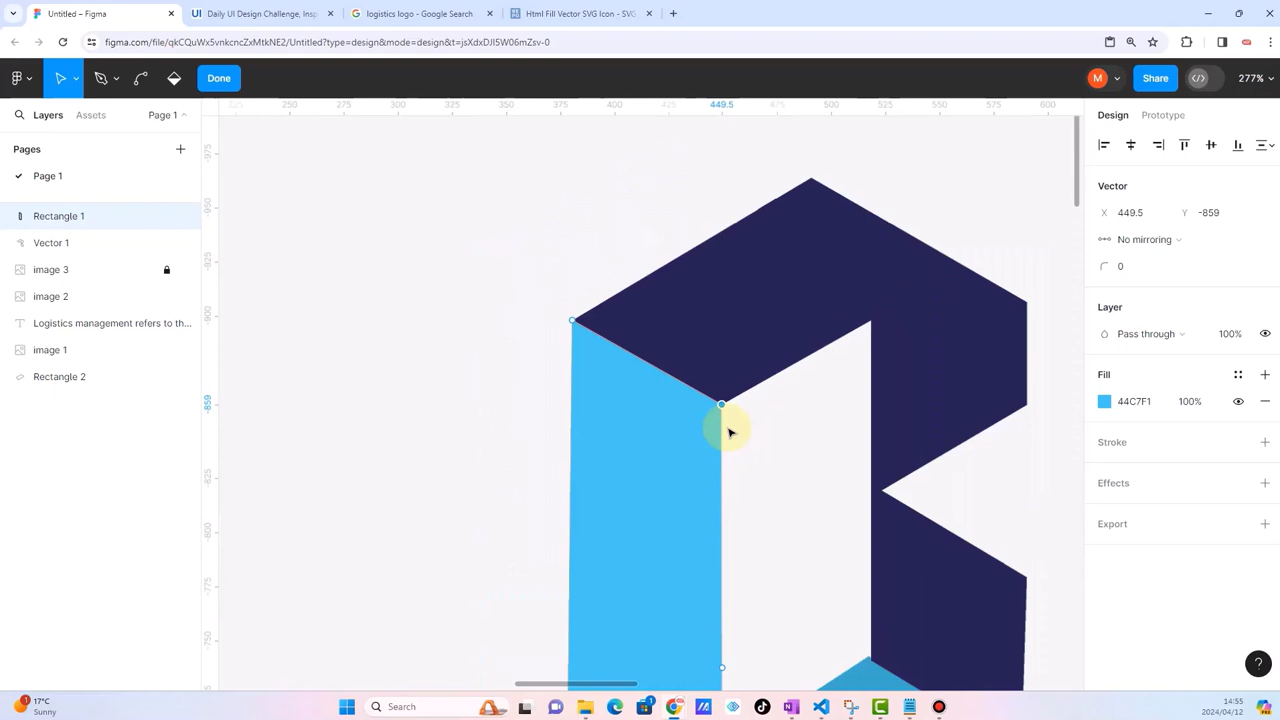 Untitled – Figma
Daily UI Design Challenge, Insp
logistics logo - Google Search
Html Fill Vector SVG Icon - SVG
figma.com/file/qkCQuWx5vnkcncZxMtkNE2/Untitled?type=design&mode=design&t=jsXdxDJI5W06mZsv-0
Done
M
Share
277%
Layers
Assets
Page 1
250
275
300
325
350
375
400
425
449.5
475
500
525
550
575
600
Design
Prototype
Pages
Page 1
Rectangle 1
Vector 1
image 3
image 2
Logistics management refers to th...
image 1
Rectangle 2
-975
-950
-925
-900
-859
-825
-800
-775
-750
Vector
X 449.5 Y -859
No mirroring
0
Layer
Pass through 100%
Fill
44C7F1 100%
Stroke
Effects
Export
?
17°C
Sunny
Search
14:55
2024/04/12